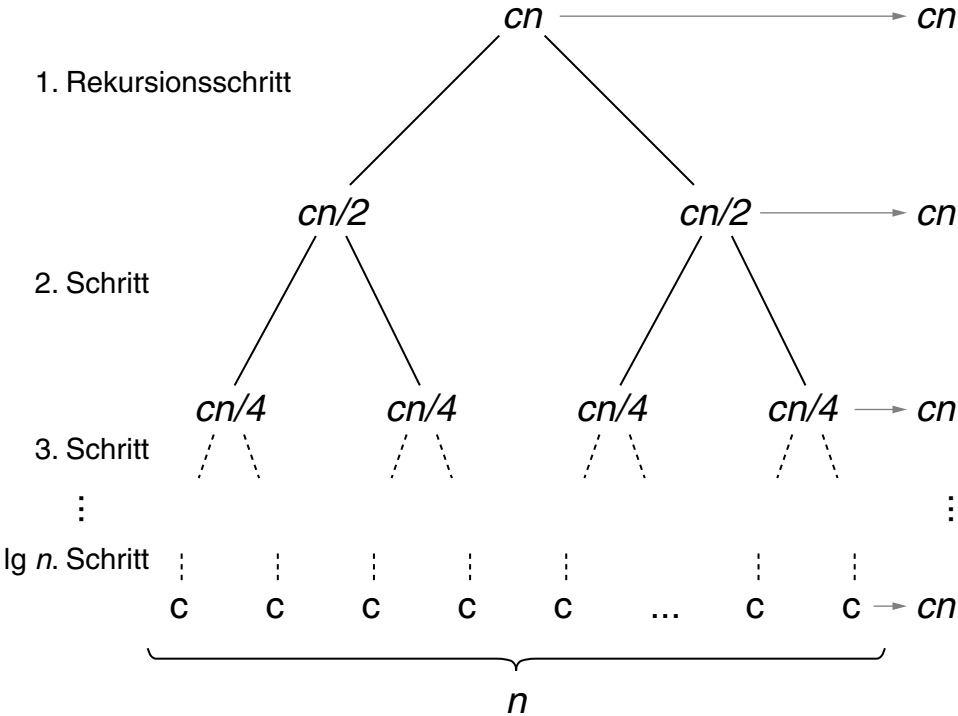 cn cn
1. Rekursionsschritt
cn/2 cn/2 cn
2. Schritt
cn/4 cn/4 cn/4 cn/4 cn
3. Schritt
⋮ ⋮
lg n. Schritt
c c c c c ... c c cn
n